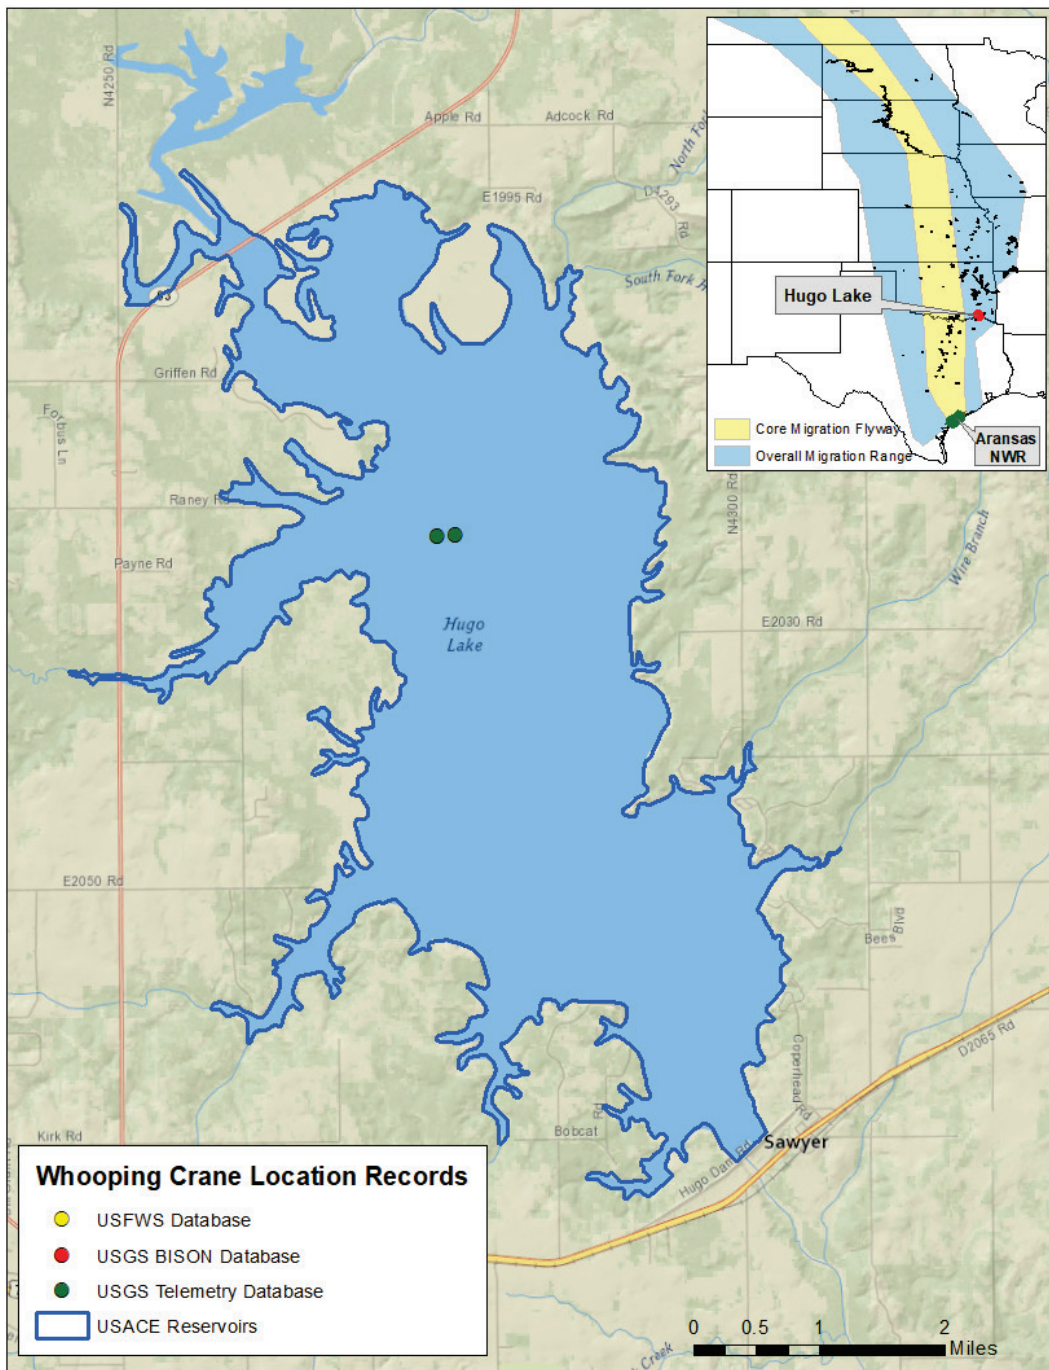 N4250 Rd
Apple Rd
Adcock Rd
North Fork
D4293 Rd
E1995 Rd
South Fork H
Hugo Lake
Core Migration Flyway
Overall Migration Range
Aransas
NWR
Griffen Rd
Forbus Ln
Raney Rd
Payne Rd
N4300 Rd
Wire Branch
Hugo
Lake
E2030 Rd
E2050 Rd
Bees Blvd
D2065 Rd
Copperhead Rd
Kirk Rd
Bobcat Rd
Hugo Dam Rd
Sawyer
Whooping Crane Location Records
USFWS Database
USGS BISON Database
USGS Telemetry Database
USACE Reservoirs
0 0.5 1 2
Miles
Creek